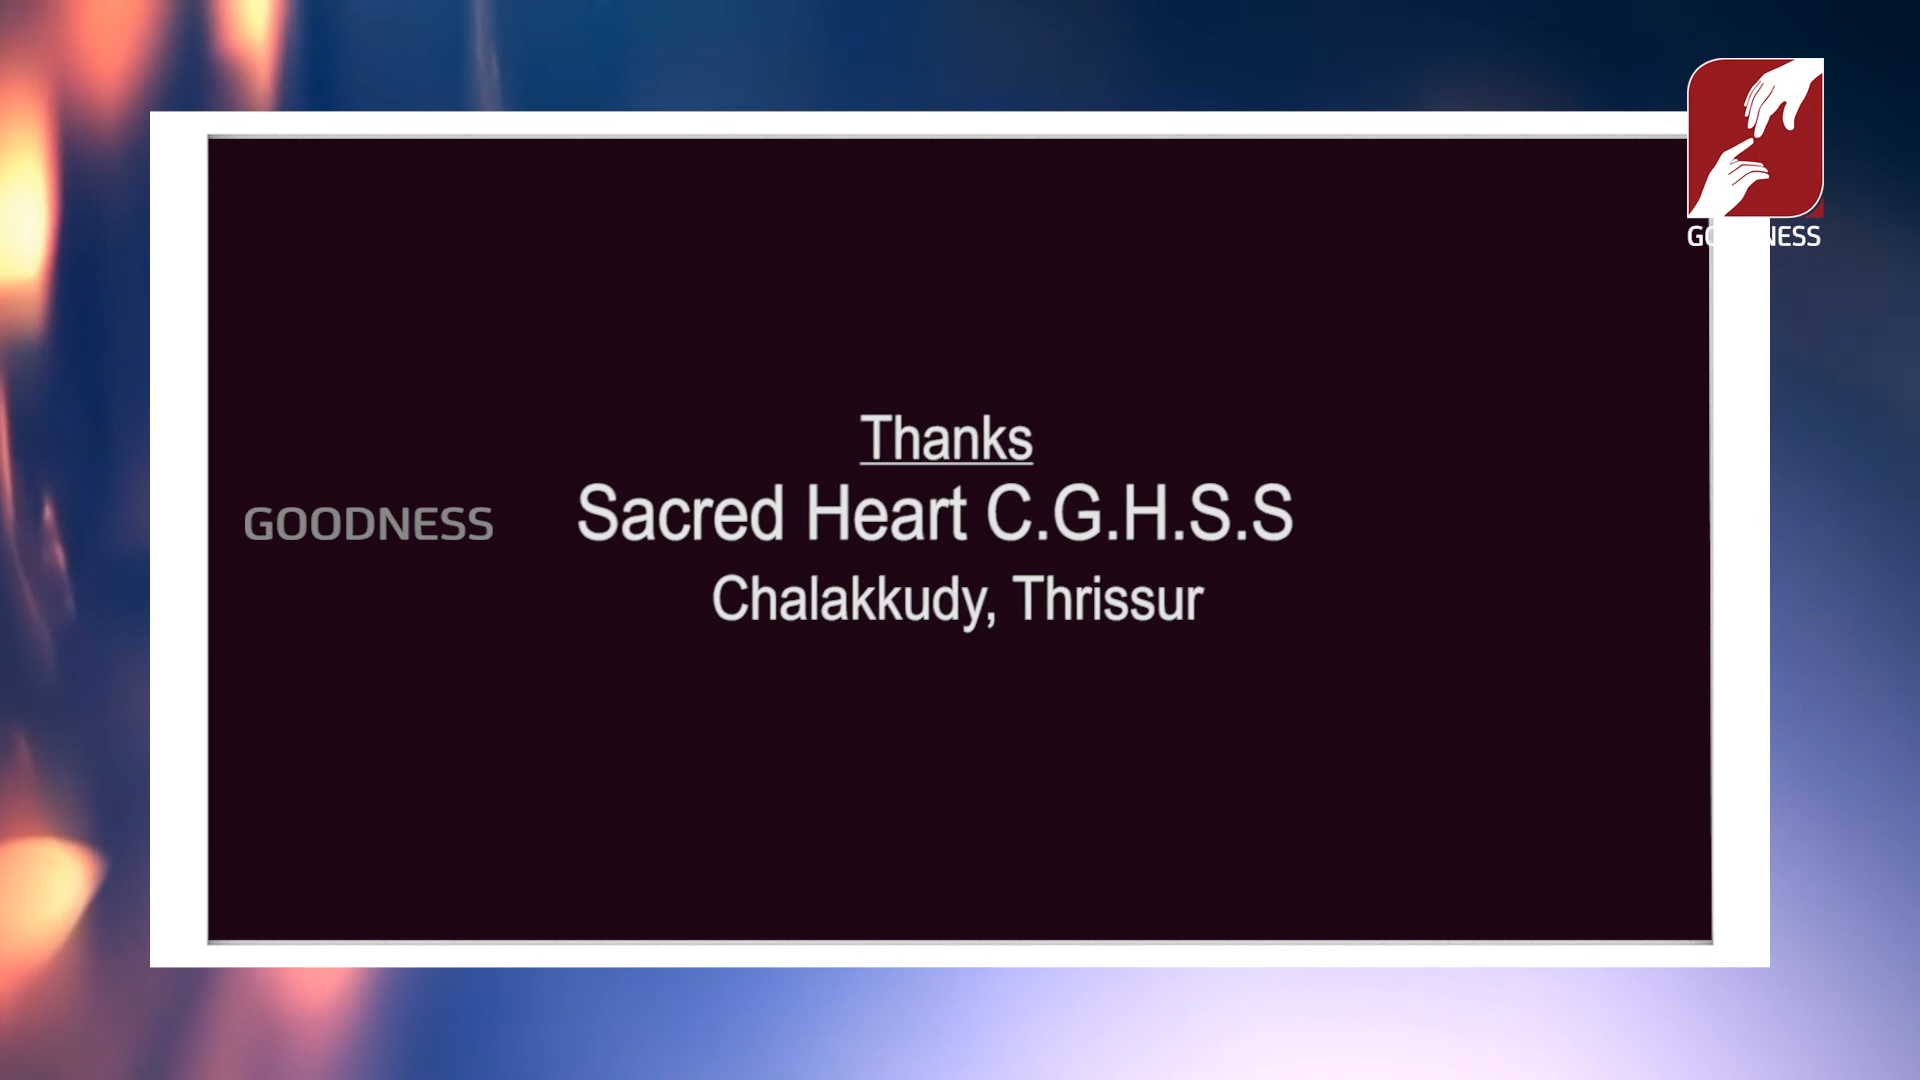 GOODNESS
Thanks
Sacred Heart C.G.H.S.S
GOODNESS
Chalakkudy, Thrissur